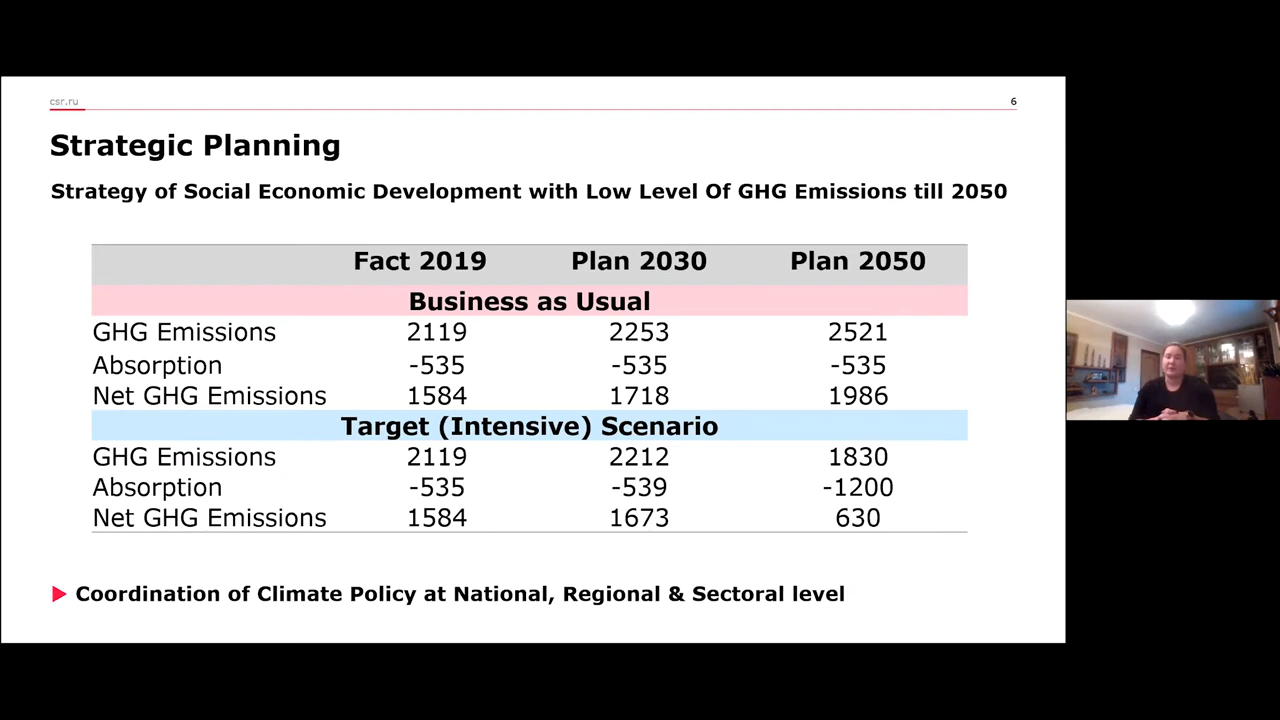 csr.ru 6
Strategic Planning
Strategy of Social Economic Development with Low Level Of GHG Emissions till 2050
Fact 2019 Plan 2030 Plan 2050
Business as Usual
GHG Emissions 2119 2253 2521
Absorption -535 -535 -535
Net GHG Emissions 1584 1718 1986
Target (Intensive) Scenario
GHG Emissions 2119 2212 1830
Absorption -535 -539 -1200
Net GHG Emissions 1584 1673 630
Coordination of Climate Policy at National, Regional & Sectoral level